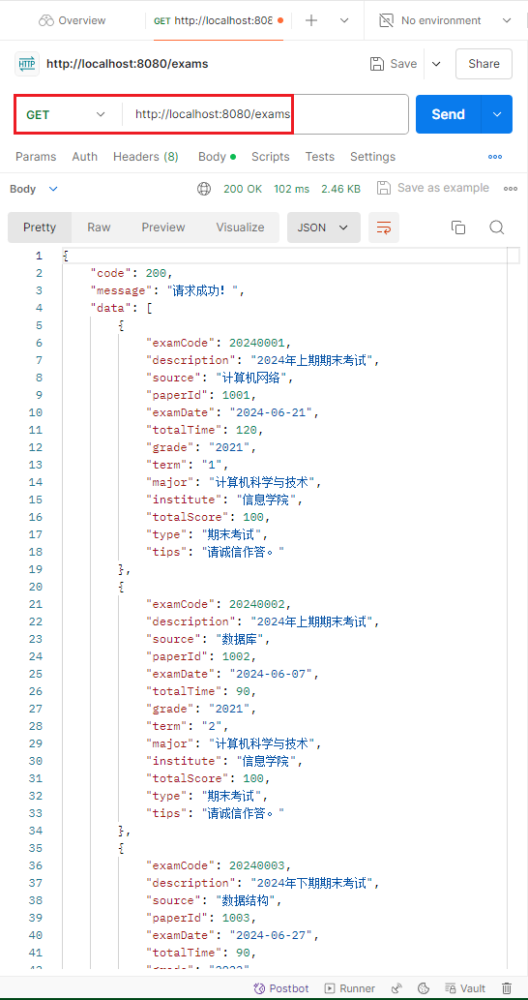 Overview GET http://localhost:808 No environment
HTTP http://localhost:8080/exams Save Share
GET http://localhost:8080/exams Send
Params Auth Headers (8) Body Scripts Tests Settings
Body 200 OK 102 ms 2.46 KB Save as example
Pretty Raw Preview Visualize JSON
1 {
2 "code": 200,
3 "message": "请求成功！",
4 "data": [
5 {
6 "examCode": 20240001,
7 "description": "2024年上期期末考试",
8 "source": "计算机网络",
9 "paperId": 1001,
10 "examDate": "2024-06-21",
11 "totalTime": 120,
12 "grade": "2021",
13 "term": "1",
14 "major": "计算机科学与技术",
15 "institute": "信息学院",
16 "totalScore": 100,
17 "type": "期末考试",
18 "tips": "请诚信作答。"
19 },
20 {
21 "examCode": 20240002,
22 "description": "2024年上期期末考试",
23 "source": "数据库",
24 "paperId": 1002,
25 "examDate": "2024-06-07",
26 "totalTime": 90,
27 "grade": "2021",
28 "term": "2",
29 "major": "计算机科学与技术",
30 "institute": "信息学院",
31 "totalScore": 100,
32 "type": "期末考试",
33 "tips": "请诚信作答。"
34 },
35 {
36 "examCode": 20240003,
37 "description": "2024年下期期末考试",
38 "source": "数据结构",
39 "paperId": 1003,
40 "examDate": "2024-06-27",
41 "totalTime": 90,
Postbot Runner Vault